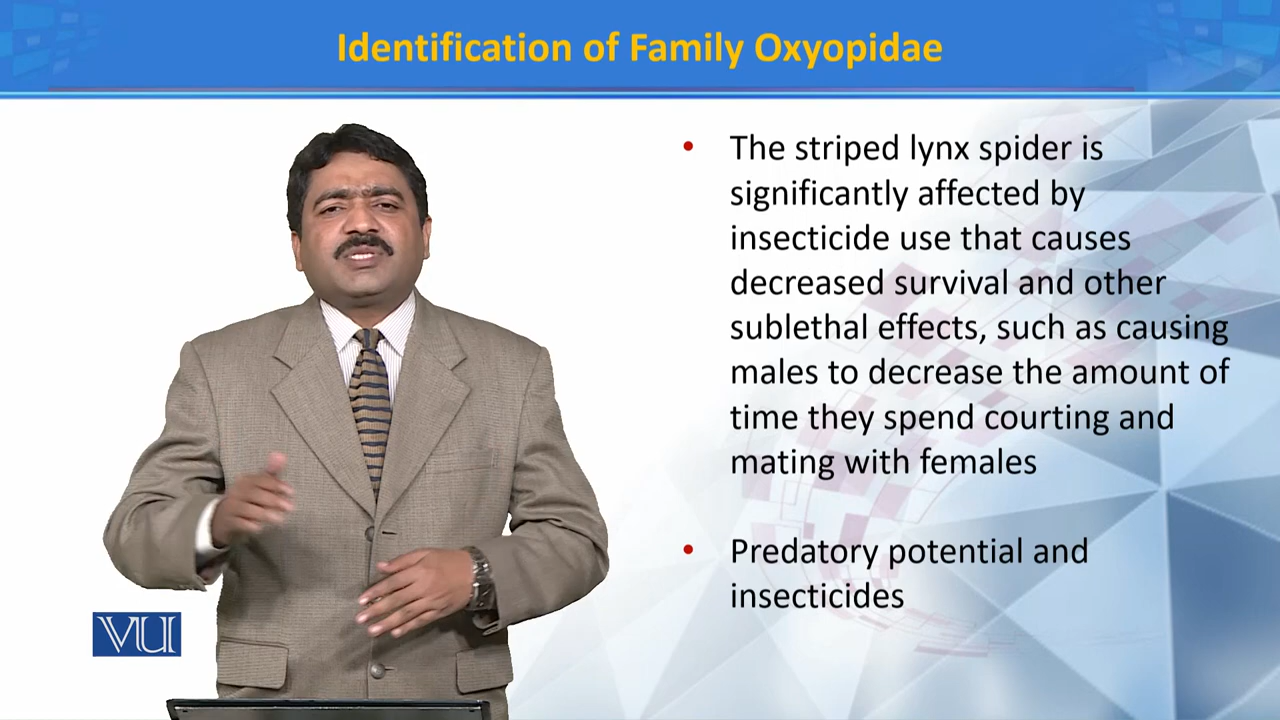 Identification of Family Oxyopidae
• The striped lynx spider is
significantly affected by
insecticide use that causes
decreased survival and other
sublethal effects, such as causing
males to decrease the amount of
time they spend courting and
mating with females
• Predatory potential and
insecticides
VU